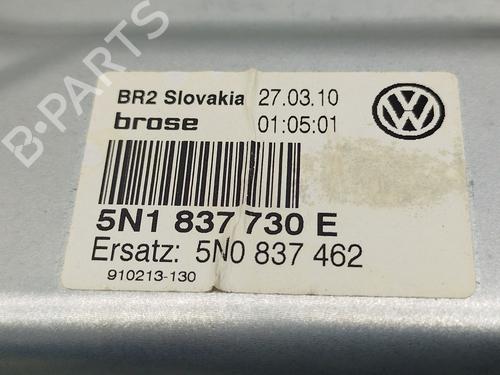 BR2 Slovakia 27.03.10
brose 01:05:01
5N1 837 730 E
Ersatz: 5N0 837 462
910213-130
B-PARTS